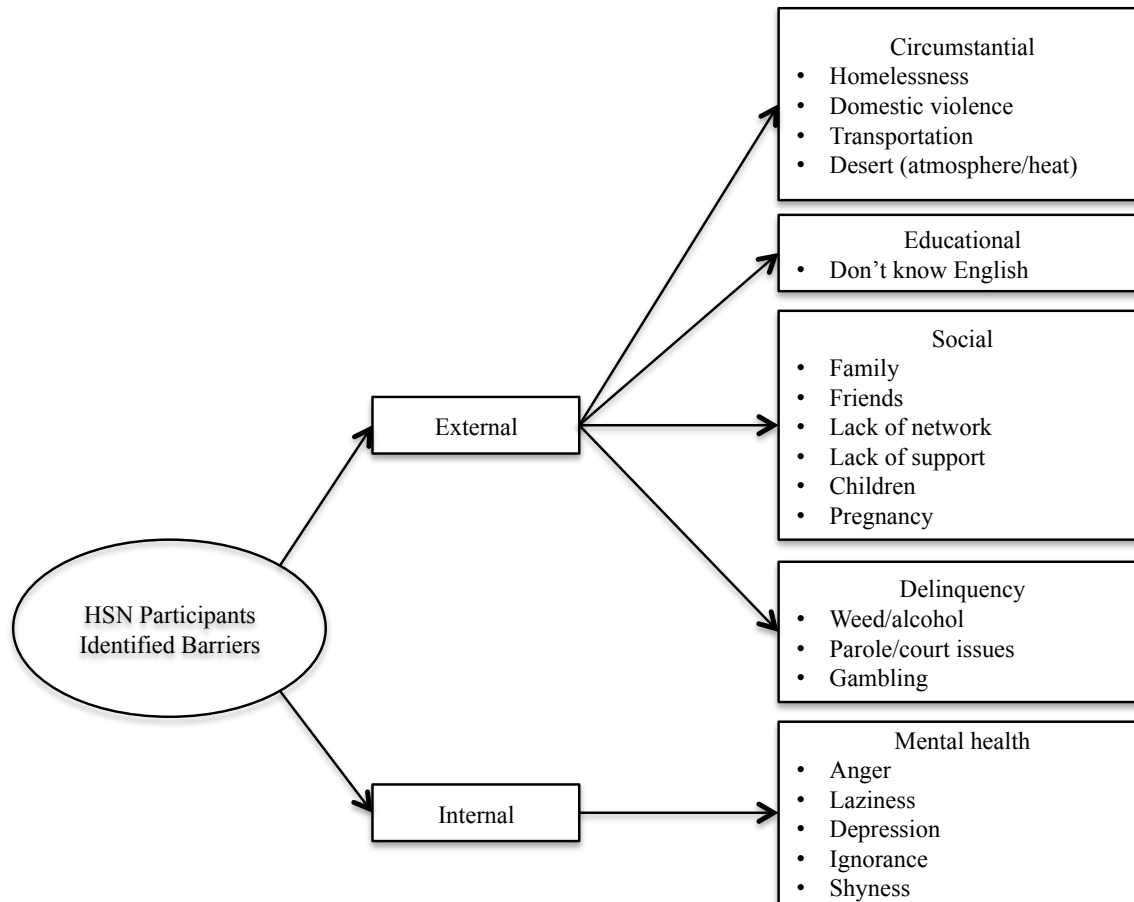 HSN Participants
Identified Barriers
External
Internal
Circumstantial
• Homelessness
• Domestic violence
• Transportation
• Desert (atmosphere/heat)
Educational
• Don’t know English
Social
• Family
• Friends
• Lack of network
• Lack of support
• Children
• Pregnancy
Delinquency
• Weed/alcohol
• Parole/court issues
• Gambling
Mental health
• Anger
• Laziness
• Depression
• Ignorance
• Shyness